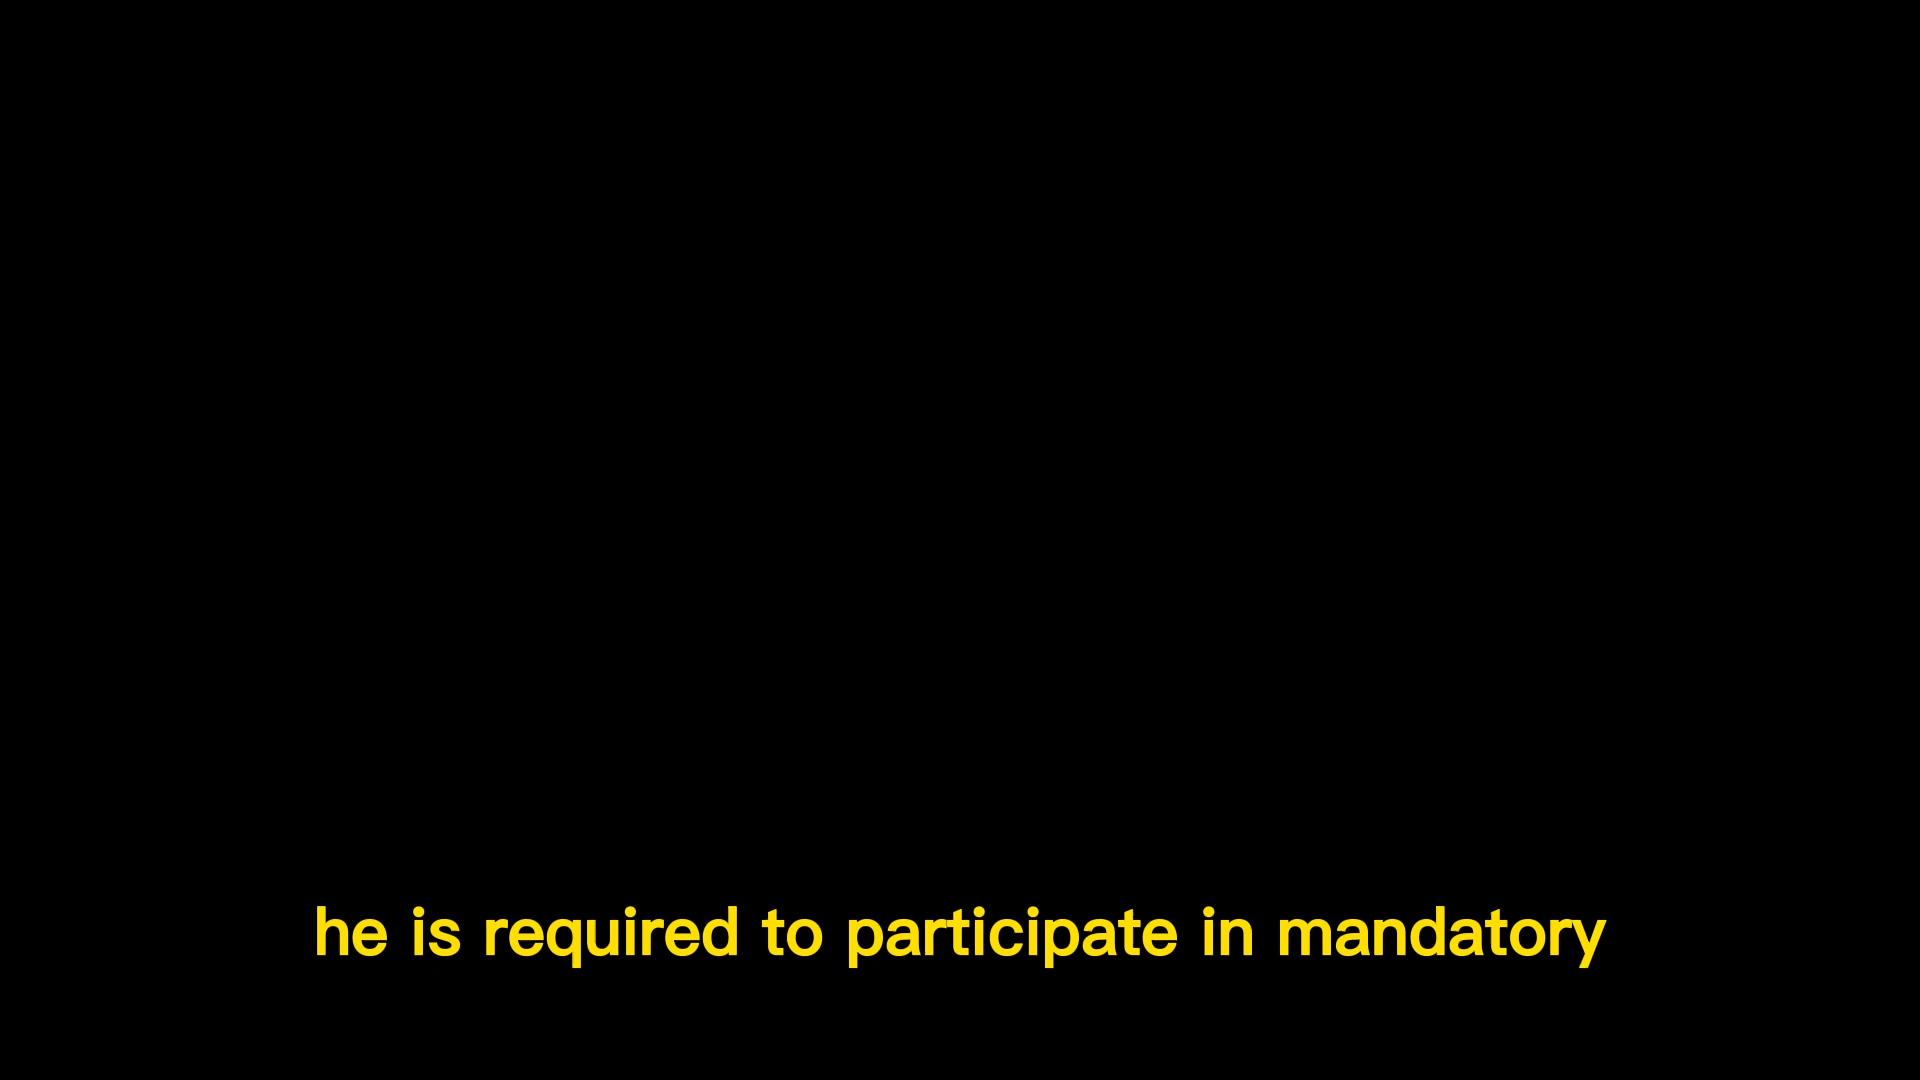 he is required to participate in mandatory